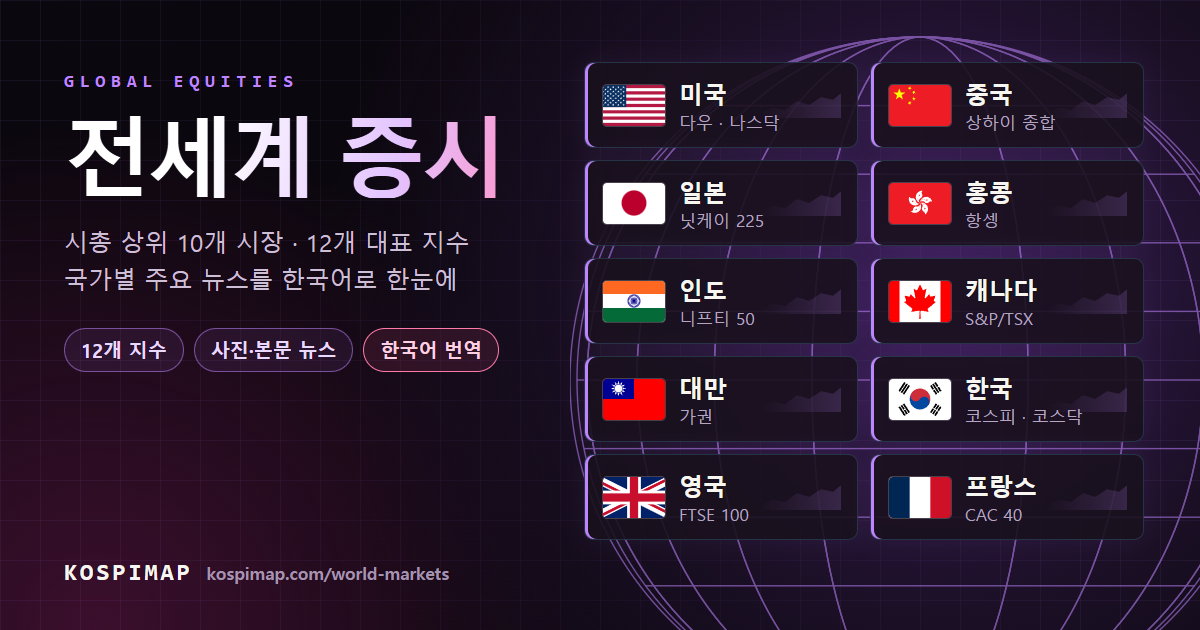 GLOBAL EQUITIES
전세계 증시
시총 상위 10개 시장 · 12개 대표 지수
국가별 주요 뉴스를 한국어로 한눈에
12개 지수
사진·본문 뉴스
한국어 번역
미국
다우 · 나스닥
중국
상하이 종합
일본
닛케이 225
홍콩
항셍
인도
니프티 50
캐나다
S&P/TSX
대만
가권
한국
코스피 · 코스닥
영국
FTSE 100
프랑스
CAC 40
KOSPIMAP kospimap.com/world-markets